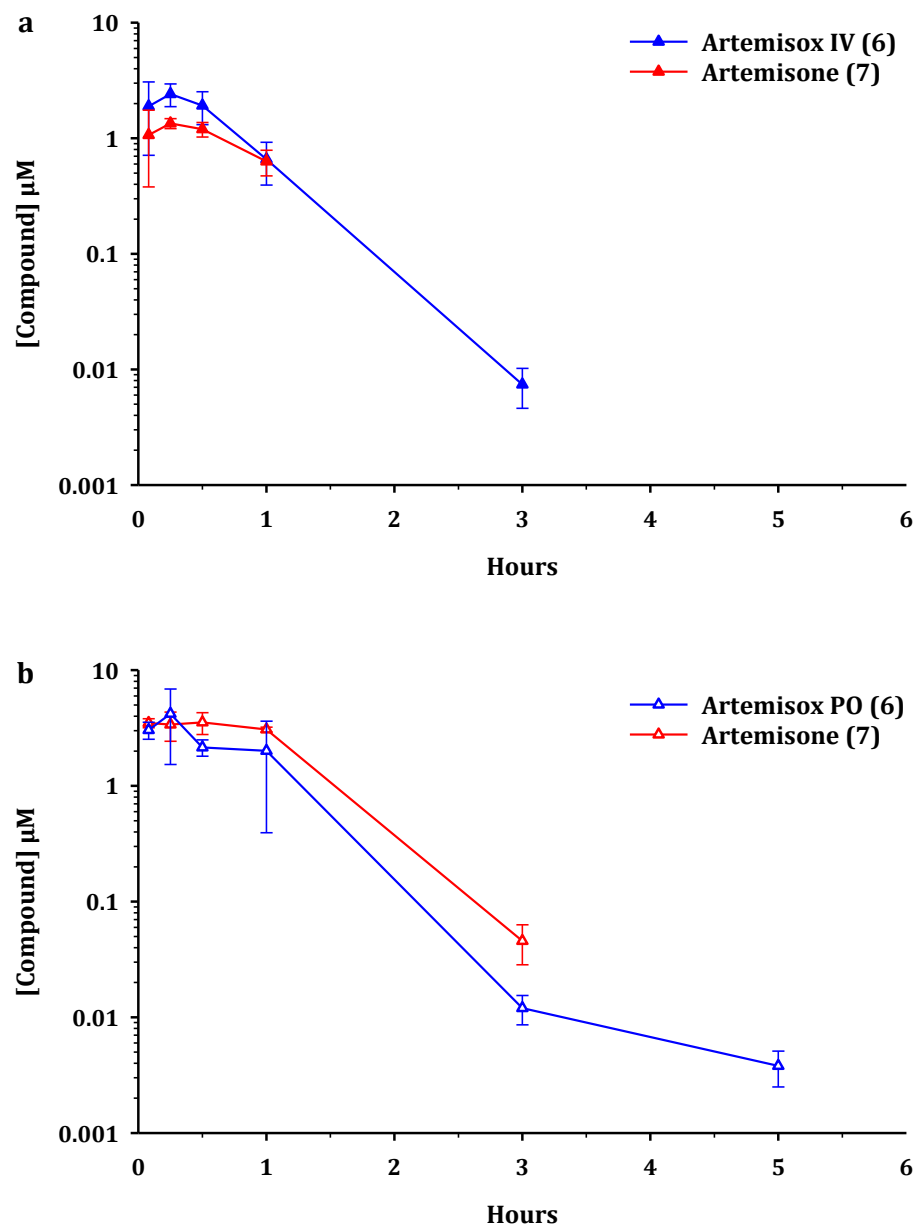 a
10
1
0.1
0.01
0.001
[Compound] μM
0 1 2 3 4 5 6
Hours
Artemisox IV (6)
Artemisone (7)
b
10
1
0.1
0.01
0.001
[Compound] μM
0 1 2 3 4 5 6
Hours
Artemisox PO (6)
Artemisone (7)